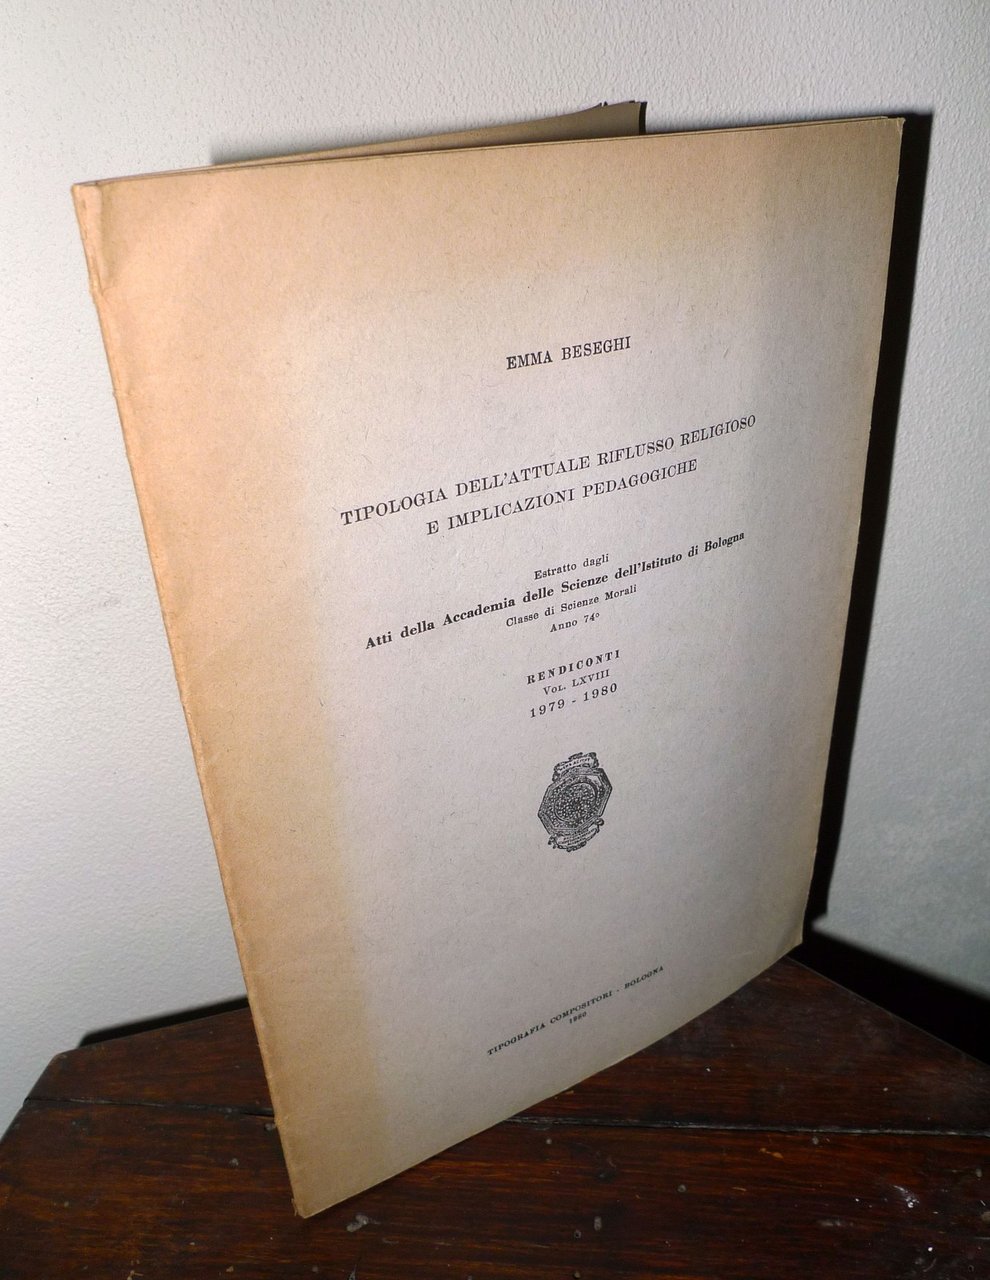 EMMA BESEGHI
TIPOLOGIA DELL'ATTUALE RIFLUSSO RELIGIOSO
E IMPLICAZIONI PEDAGOGICHE
Estratto dagli
Atti della Accademia delle Scienze dell'Istituto di Bologna
Classe di Scienze Morali
Anno 74°
RENDICONTI
VOL. LXVIII
1979 - 1980
TIPOGRAFIA COMPOSITORI - BOLOGNA
1980